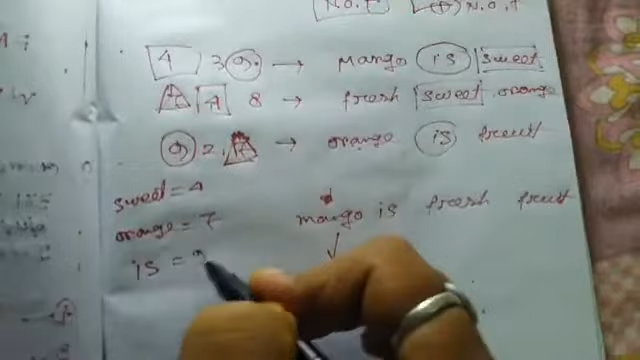 N.O.T (+) N.O.T
4 3 9 → mango is sweet
7 4 8 → fresh sweet orange
9 2 7 → orange is fruit
sweet = 4
orange = 7
mango is fresh fruit
↓
is = 9